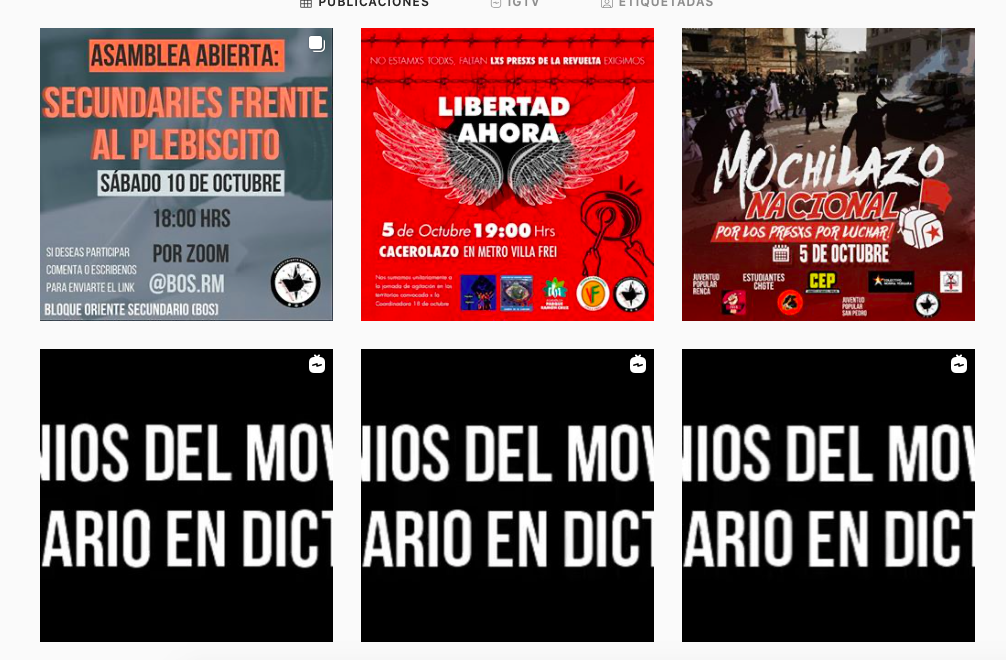 PUBLICACIONES
IGTV
ETIQUETADAS
ASAMBLEA ABIERTA:
SECUNDARIES FRENTE
AL PLEBISCITO
SÁBADO 10 DE OCTUBRE
18:00 HRS
POR ZOOM
SI DESEAS PARTICIPAR
COMENTA O ESCRIBENOS
PARA ENVIARTE EL LINK
@BOS.RM
BLOQUE ORIENTE SECUNDARIO (BOS)
NO ESTAMXS TODXS, FALTAN LXS PRESXS DE LA REVUELTA EXIGIMOS
LIBERTAD
AHORA
5 de Octubre 19:00 Hrs
CACEROLAZO EN METRO VILLA FREI
Nos sumamos unitariamente a
la jornada de agitación en los
territorios convocada x la
Coordinadora 18 de octubre
VF
MOCHILAZO
NACIONAL
POR LOS PRESXS POR LUCHAR!
5 DE OCTUBRE
JUVENTUD
POPULAR
RENCA
ESTUDIANTES
CHGTE
CEP
JUVENTUD
POPULAR
SAN PEDRO
NIOS DEL MOV
ARIO EN DICT
NIOS DEL MOV
ARIO EN DICT
NIOS DEL MOV
ARIO EN DICT